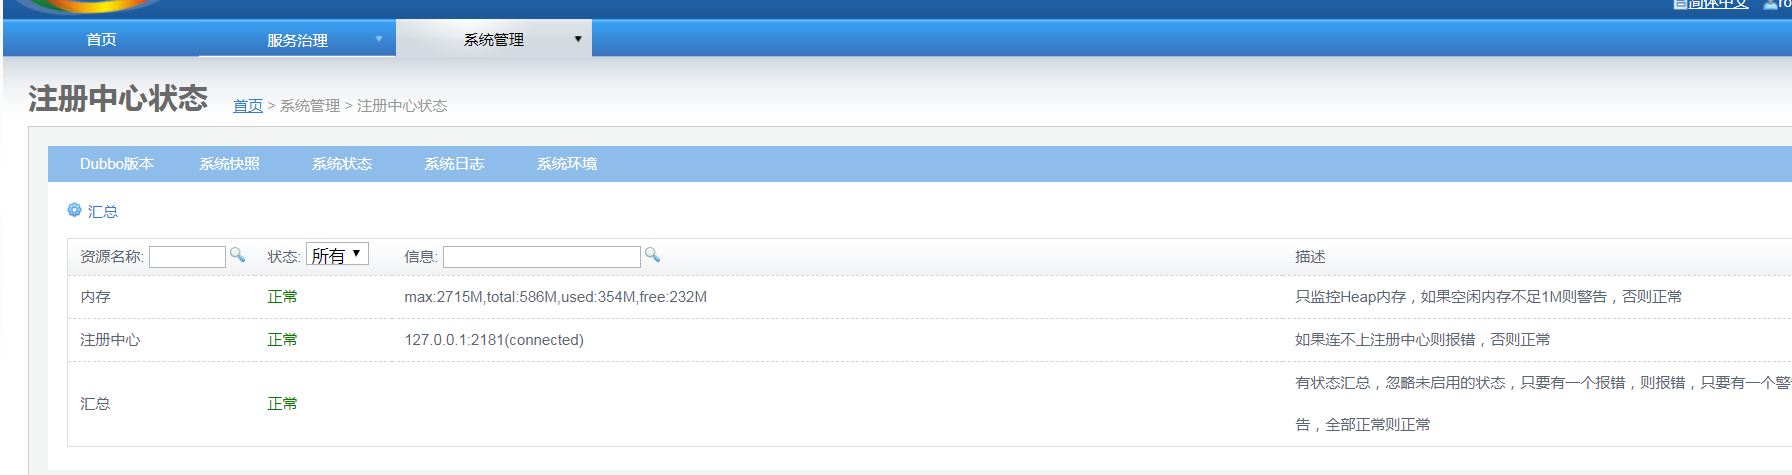 简体中文
首页 服务治理 系统管理
注册中心状态 首页 > 系统管理 > 注册中心状态
Dubbo版本 系统快照 系统状态 系统日志 系统环境
汇总
资源名称: 状态: 所有 信息: 描述
内存 正常 max:2715M,total:586M,used:354M,free:232M 只监控Heap内存，如果空闲内存不足1M则警告，否则正常
注册中心 正常 127.0.0.1:2181(connected) 如果连不上注册中心则报错，否则正常
有状态汇总，忽略未启用的状态，只要有一个报错，则报错，只要有一个警
汇总 正常
告，全部正常则正常